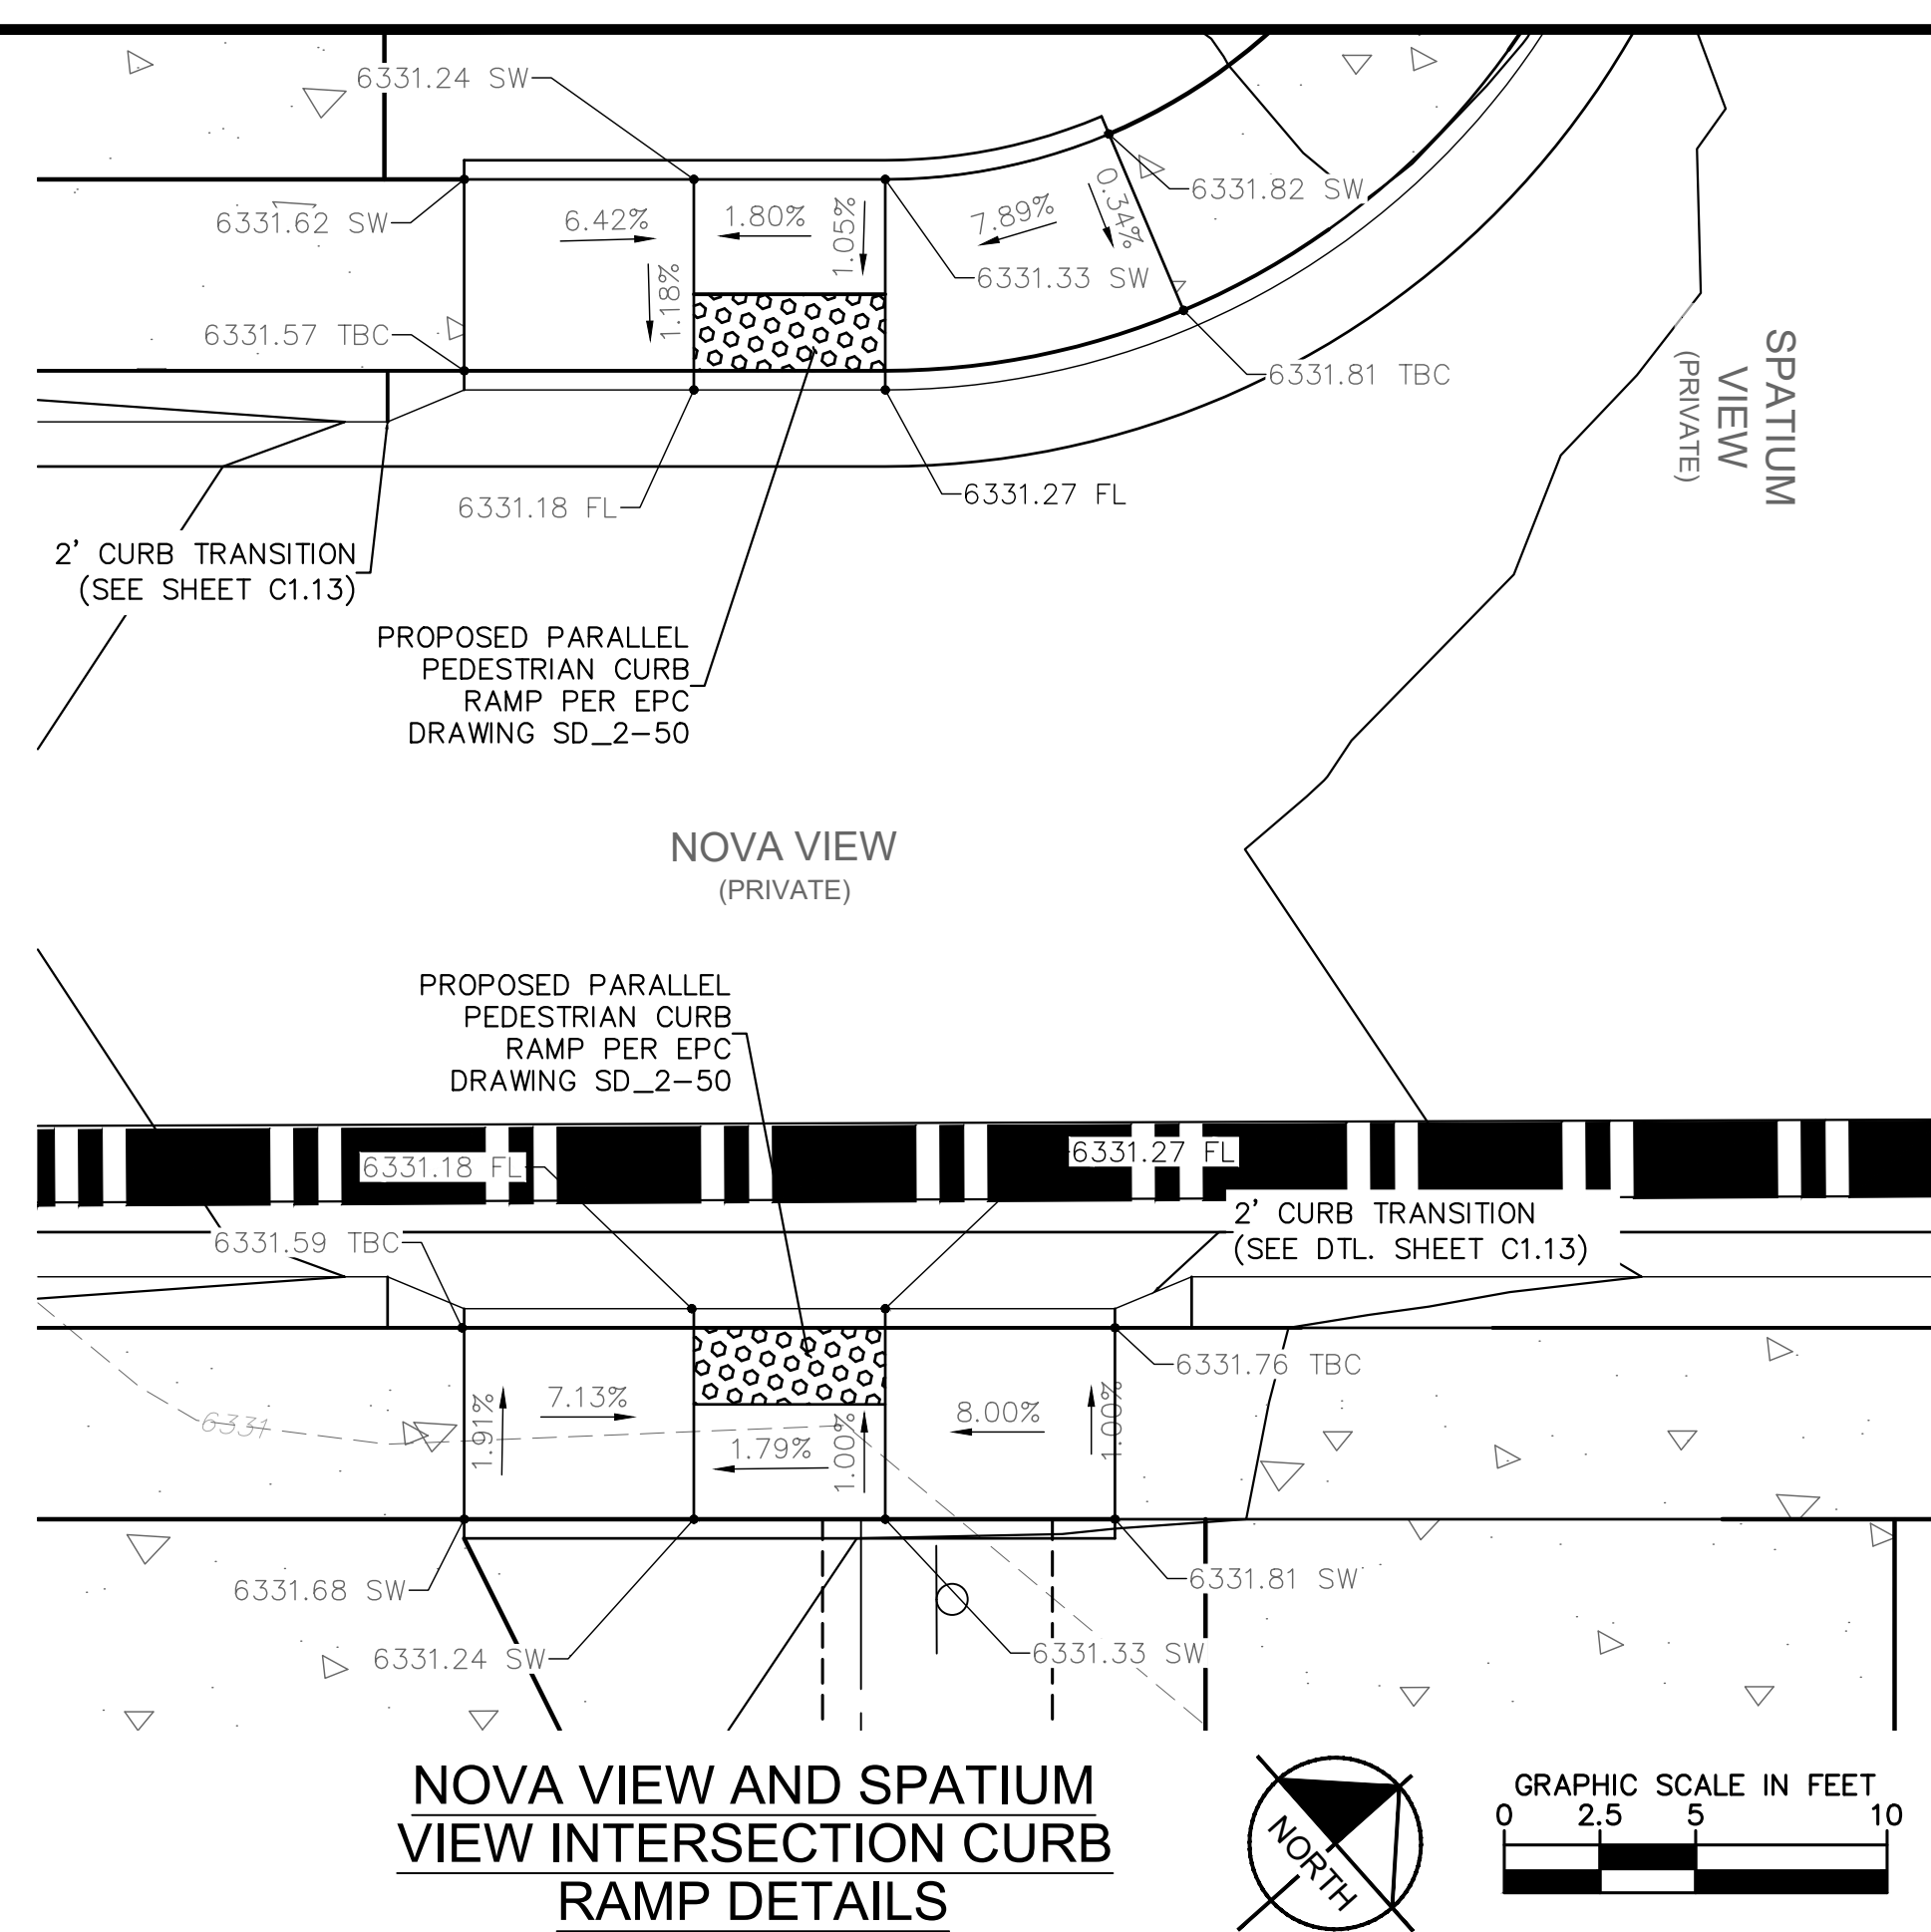 6331.24 SW
6331.62 SW
6.42%
1.80%
1.05%
7.89%
0.34%
6331.82 SW
6331.33 SW
1.18%
6331.57 TBC
6331.81 TBC
6331.18 FL
6331.27 FL
SPATIUM
VIEW
(PRIVATE)
2' CURB TRANSITION
(SEE SHEET C1.13)
PROPOSED PARALLEL
PEDESTRIAN CURB
RAMP PER EPC
DRAWING SD_2-50
NOVA VIEW
(PRIVATE)
PROPOSED PARALLEL
PEDESTRIAN CURB
RAMP PER EPC
DRAWING SD_2-50
6331.18 FL
6331.27 FL
6331.59 TBC
2' CURB TRANSITION
(SEE DTL. SHEET C1.13)
6331.76 TBC
6331
1.91%
7.13%
1.79%
1.00%
8.00%
1.00%
6331.68 SW
6331.81 SW
6331.24 SW
6331.33 SW
NOVA VIEW AND SPATIUM
VIEW INTERSECTION CURB
RAMP DETAILS
NORTH
GRAPHIC SCALE IN FEET
0 2.5 5 10